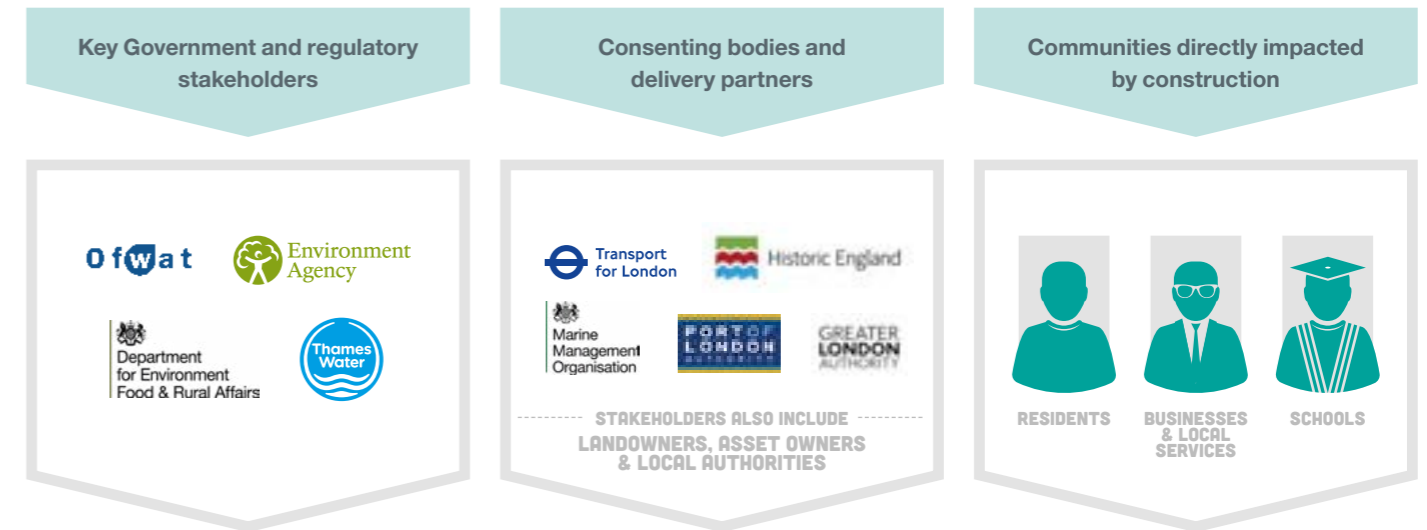 Key Government and regulatory
stakeholders
Ofwat
Environment
Agency
Department
for Environment
Food & Rural Affairs
Thames
Water
Consenting bodies and
delivery partners
Transport
for London
Historic England
Marine
Management
Organisation
PORT OF
LONDON
AUTHORITY
GREATER
LONDON
AUTHORITY
STAKEHOLDERS ALSO INCLUDE
LANDOWNERS, ASSET OWNERS
& LOCAL AUTHORITIES
Communities directly impacted
by construction
RESIDENTS
BUSINESSES
& LOCAL
SERVICES
SCHOOLS